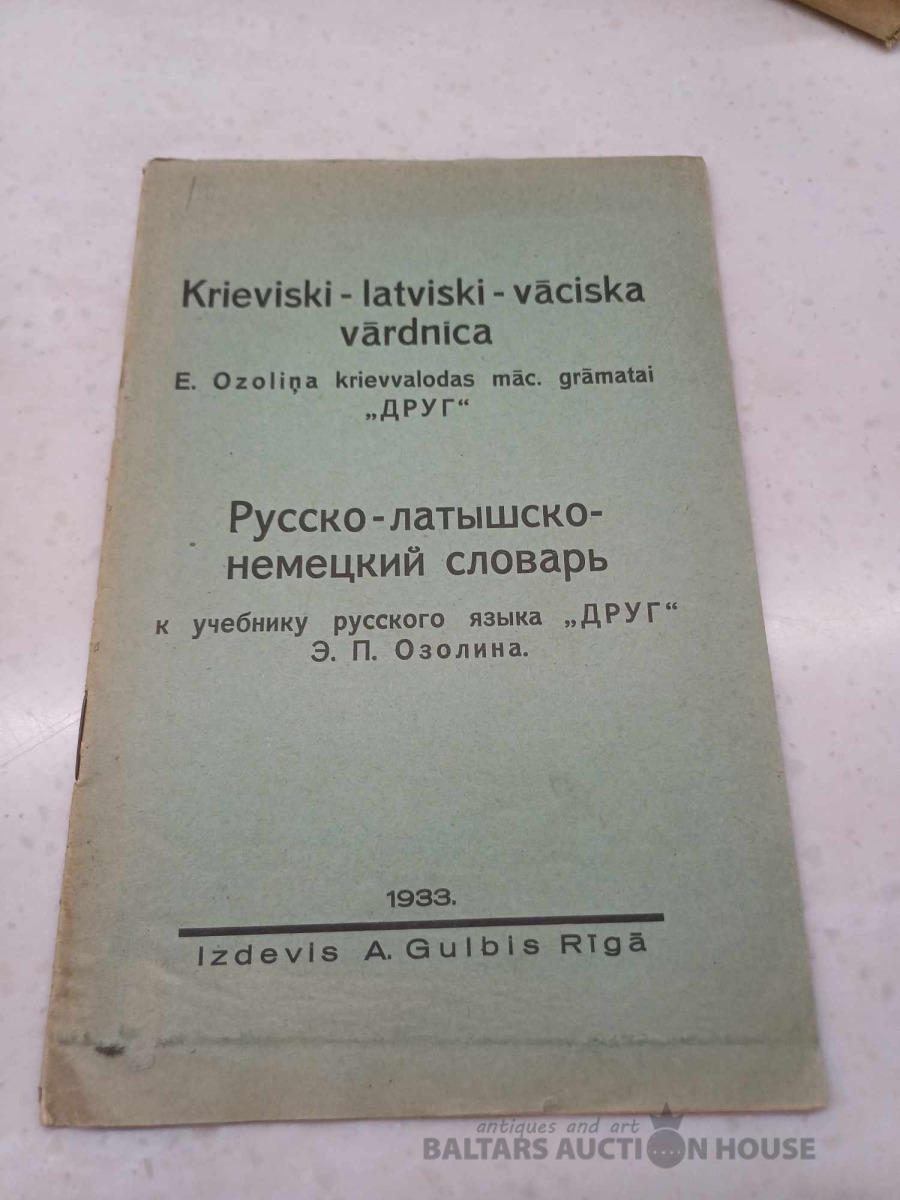 Krieviski - latviski - vāciska
vārdnica
E. Ozoliņa krievvalodas māc. grāmatai
„ДРУГ“
Русско-латышско-
немецкий словарь
к учебнику русского языка „ДРУГ“
Э. П. Озолина.
1933.
Izdevis A. Gulbis Rīgā
antiques and art
BALTARS AUCTION HOUSE